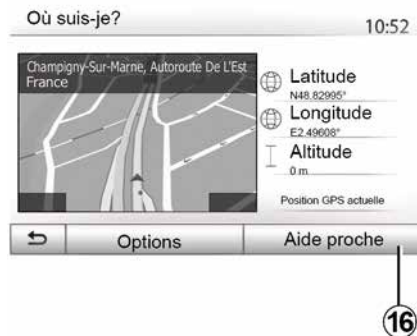 Où suis-je?
10:52
Champigny-Sur-Marne, Autoroute De L'Est
France
Latitude
N48.82995°
Longitude
E2.49608°
Altitude
0 m
Position GPS actuelle
Options
Aide proche
16